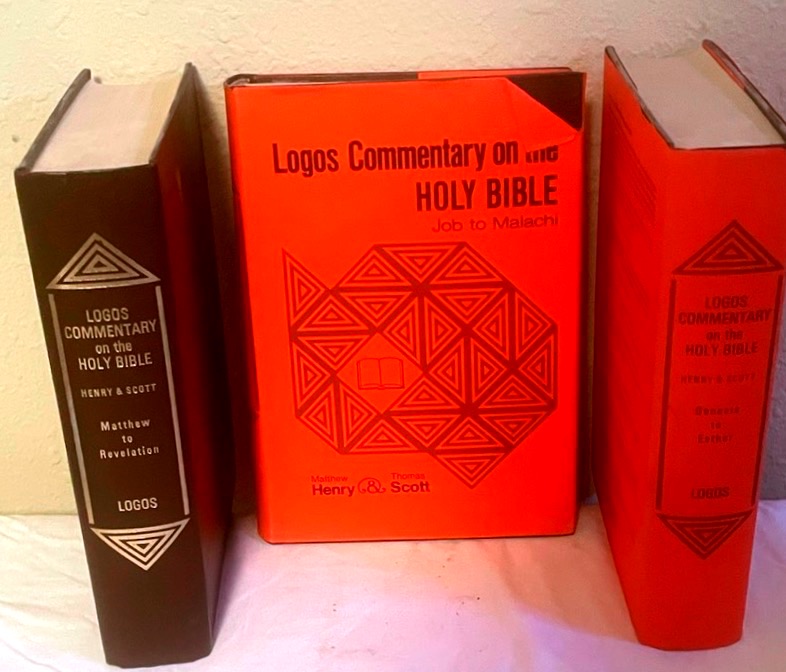 LOGOS
COMMENTARY
on the
HOLY BIBLE
HENRY & SCOTT
Matthew
to
Revelation
LOGOS
Logos Commentary on the
HOLY BIBLE
Job to Malachi
Matthew
Henry & Thomas
Scott
LOGOS
COMMENTARY
on the
HOLY BIBLE
HENRY & SCOTT
Genesis
to
Esther
LOGOS